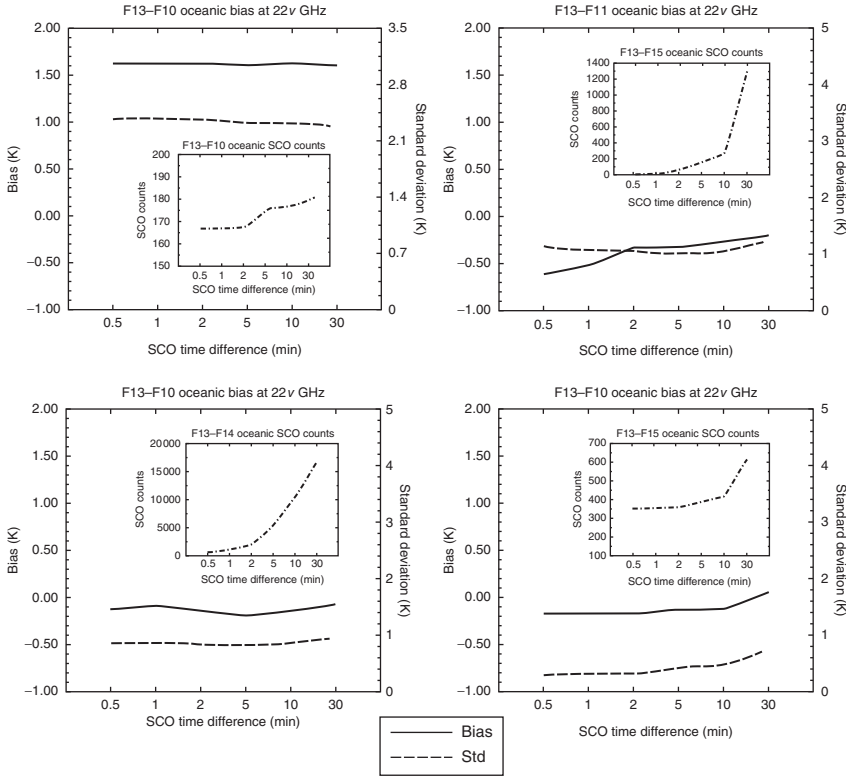 F13–F10 oceanic bias at 22v GHz
2.00
1.50
1.00
0.50
0.00
−0.50
−1.00
Bias (K)
3.5
2.8
2.1
1.4
0.7
0
Standard deviation (K)
F13–F10 oceanic SCO counts
200
190
180
170
160
150
SCO counts
0.5 1 2 5 10 30
SCO time difference (min)
0.5 1 2 5 10 30
SCO time difference (min)
F13–F11 oceanic bias at 22v GHz
2.00
1.50
1.00
0.50
0.00
−0.50
−1.00
Bias (K)
5
4
3
2
1
0
Standard deviation (K)
F13–F15 oceanic SCO counts
1400
1200
1000
800
600
400
200
0
SCO counts
0.5 1 2 5 10 30
SCO time difference (min)
0.5 1 2 5 10 30
SCO time difference (min)
F13–F10 oceanic bias at 22v GHz
2.00
1.50
1.00
0.50
0.00
−0.50
−1.00
Bias (K)
5
4
3
2
1
0
Standard deviation (K)
F13–F14 oceanic SCO counts
20000
15000
10000
5000
0
SCO counts
0.5 1 2 5 10 30
SCO time difference (min)
0.5 1 2 5 10 30
SCO time difference (min)
F13–F10 oceanic bias at 22v GHz
2.00
1.50
1.00
0.50
−0.00
−0.50
−1.00
Bias (K)
5
4
3
2
1
0
Standard deviation (K)
F13–F15 oceanic SCO counts
700
600
500
400
300
200
100
SCO counts
0.5 1 2 5 10 30
SCO time difference (min)
0.5 1 2 5 10 30
SCO time difference (min)
Bias
Std